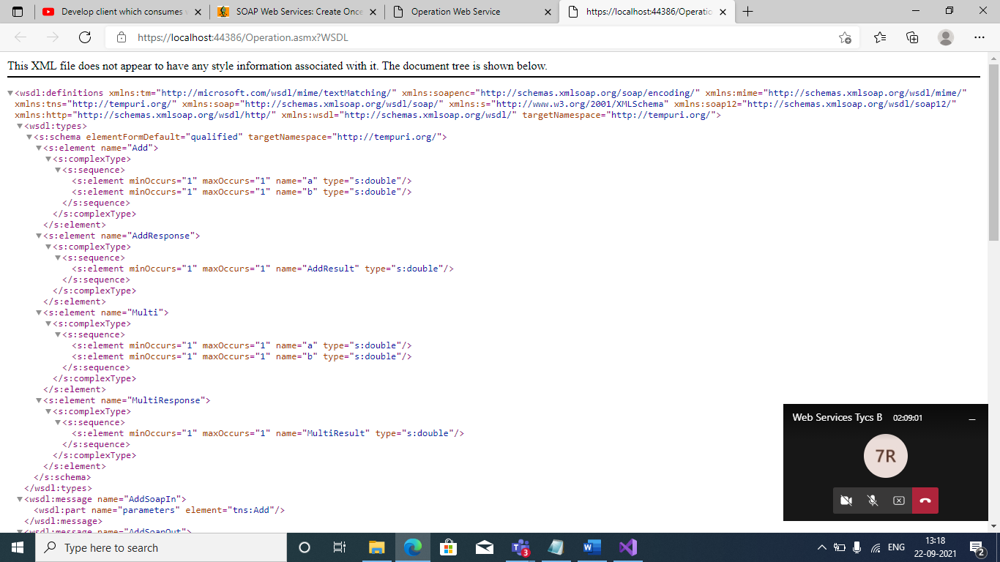 Develop client which consumes
SOAP Web Services: Create Once
Operation Web Service
https://localhost:44386/Operatio
https://localhost:44386/Operation.asmx?WSDL
This XML file does not appear to have any style information associated with it. The document tree is shown below.
<wsdl:definitions xmlns:tm="http://microsoft.com/wsdl/mime/textMatching/" xmlns:soapenc="http://schemas.xmlsoap.org/soap/encoding/" xmlns:mime="http://schemas.xmlsoap.org/wsdl/mime/"
xmlns:tns="http://tempuri.org/" xmlns:soap="http://schemas.xmlsoap.org/wsdl/soap/" xmlns:s="http://www.w3.org/2001/XMLSchema" xmlns:soap12="http://schemas.xmlsoap.org/wsdl/soap12/"
xmlns:http="http://schemas.xmlsoap.org/wsdl/http/" xmlns:wsdl="http://schemas.xmlsoap.org/wsdl/" targetNamespace="http://tempuri.org/">
<wsdl:types>
<s:schema elementFormDefault="qualified" targetNamespace="http://tempuri.org/">
<s:element name="Add">
<s:complexType>
<s:sequence>
<s:element minOccurs="1" maxOccurs="1" name="a" type="s:double"/>
<s:element minOccurs="1" maxOccurs="1" name="b" type="s:double"/>
</s:sequence>
</s:complexType>
</s:element>
<s:element name="AddResponse">
<s:complexType>
<s:sequence>
<s:element minOccurs="1" maxOccurs="1" name="AddResult" type="s:double"/>
</s:sequence>
</s:complexType>
</s:element>
<s:element name="Multi">
<s:complexType>
<s:sequence>
<s:element minOccurs="1" maxOccurs="1" name="a" type="s:double"/>
<s:element minOccurs="1" maxOccurs="1" name="b" type="s:double"/>
</s:sequence>
</s:complexType>
</s:element>
<s:element name="MultiResponse">
<s:complexType>
<s:sequence>
<s:element minOccurs="1" maxOccurs="1" name="MultiResult" type="s:double"/>
</s:sequence>
</s:complexType>
</s:element>
</s:schema>
</wsdl:types>
<wsdl:message name="AddSoapIn">
<wsdl:part name="parameters" element="tns:Add"/>
</wsdl:message>
<wsdl:message name="AddSoapOut">
Web Services Tycs B 02:09:01
7R
Type here to search
3
ENG
13:18
22-09-2021
2